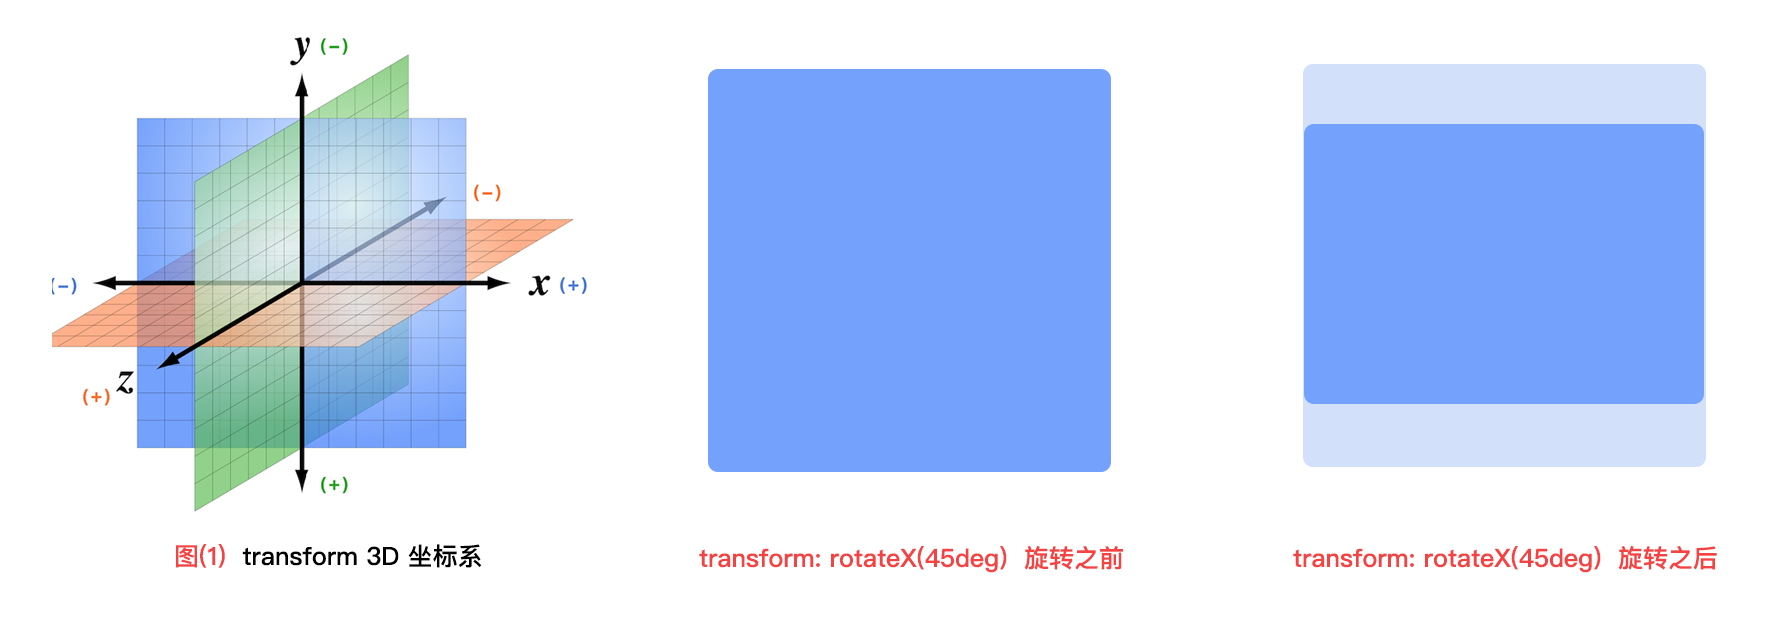 y (-)
(-)
(-)
x (+)
z
(+)
(+)
图(1) transform 3D 坐标系
transform: rotateX(45deg) 旋转之前
transform: rotateX(45deg) 旋转之后